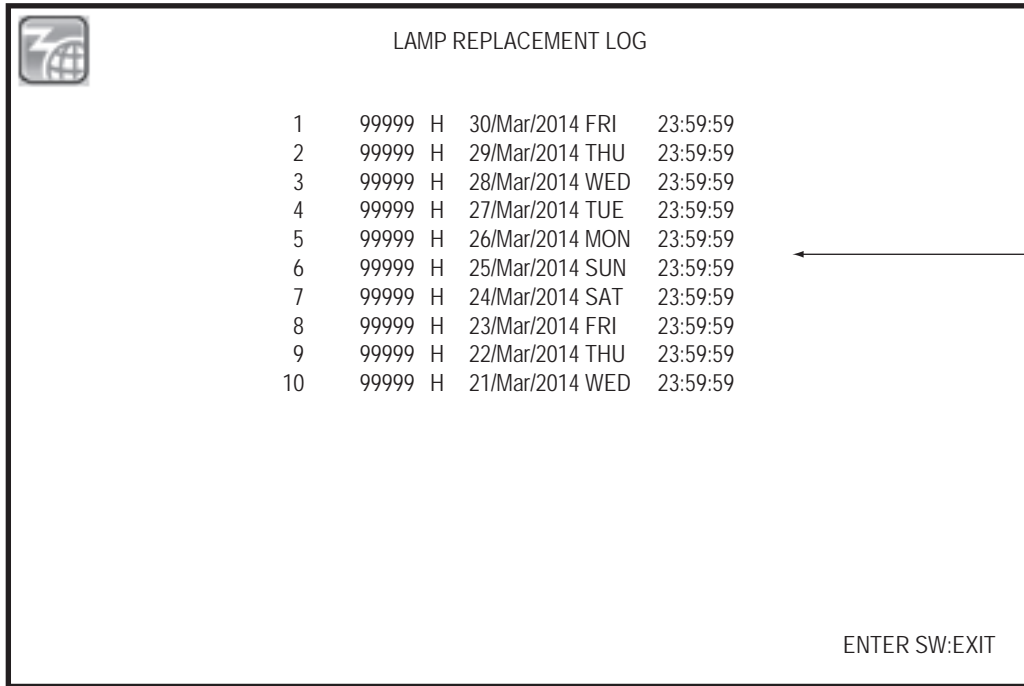 LAMP REPLACEMENT LOG
1 99999 H 30/Mar/2014 FRI 23:59:59
2 99999 H 29/Mar/2014 THU 23:59:59
3 99999 H 28/Mar/2014 WED 23:59:59
4 99999 H 27/Mar/2014 TUE 23:59:59
5 99999 H 26/Mar/2014 MON 23:59:59
6 99999 H 25/Mar/2014 SUN 23:59:59
7 99999 H 24/Mar/2014 SAT 23:59:59
8 99999 H 23/Mar/2014 FRI 23:59:59
9 99999 H 22/Mar/2014 THU 23:59:59
10 99999 H 21/Mar/2014 WED 23:59:59
ENTER SW:EXIT